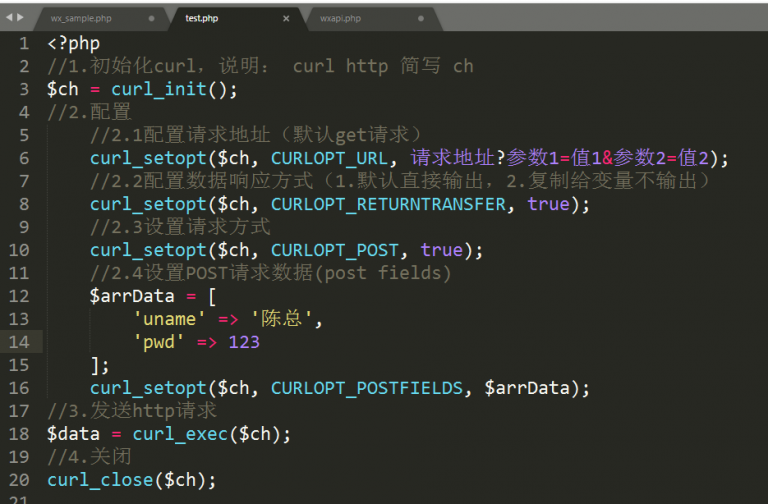 wx_sample.php test.php wxapi.php
1 <?php
2 //1.初始化curl，说明： curl http 简写 ch
3 $ch = curl_init();
4 //2.配置
5 //2.1配置请求地址（默认get请求）
6 curl_setopt($ch, CURLOPT_URL, 请求地址?参数1=值1&参数2=值2);
7 //2.2配置数据响应方式（1.默认直接输出，2.复制给变量不输出）
8 curl_setopt($ch, CURLOPT_RETURNTRANSFER, true);
9 //2.3设置请求方式
10 curl_setopt($ch, CURLOPT_POST, true);
11 //2.4设置POST请求数据(post fields)
12 $arrData = [
13 'uname' => '陈总',
14 'pwd' => 123
15 ];
16 curl_setopt($ch, CURLOPT_POSTFIELDS, $arrData);
17 //3.发送http请求
18 $data = curl_exec($ch);
19 //4.关闭
20 curl_close($ch);
21